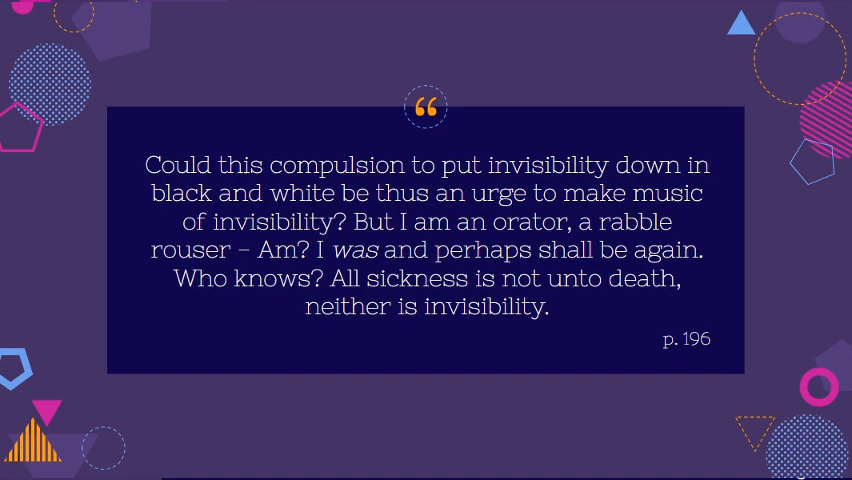 “
Could this compulsion to put invisibility down in
black and white be thus an urge to make music
of invisibility? But I am an orator, a rabble
rouser – Am? I was and perhaps shall be again.
Who knows? All sickness is not unto death,
neither is invisibility.
p. 196